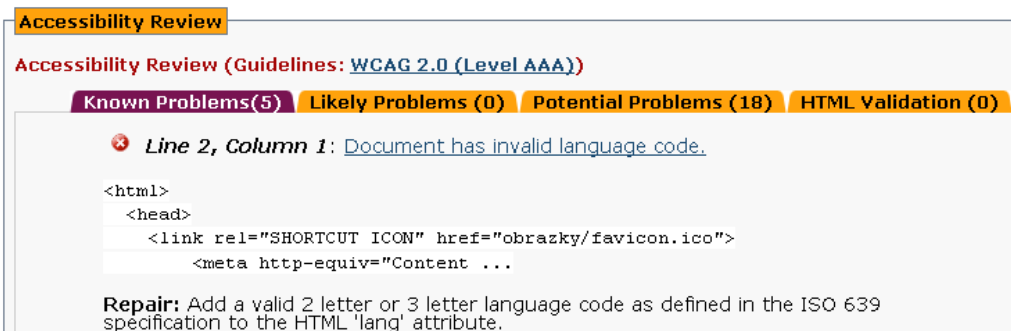 Accessibility Review
Accessibility Review (Guidelines: WCAG 2.0 (Level AAA))
Known Problems(5) Likely Problems (0) Potential Problems (18) HTML Validation (0)
Line 2, Column 1: Document has invalid language code.
<html>
<head>
<link rel="SHORTCUT ICON" href="obrazky/favicon.ico">
<meta http-equiv="Content ...
Repair: Add a valid 2 letter or 3 letter language code as defined in the ISO 639
specification to the HTML 'lang' attribute.